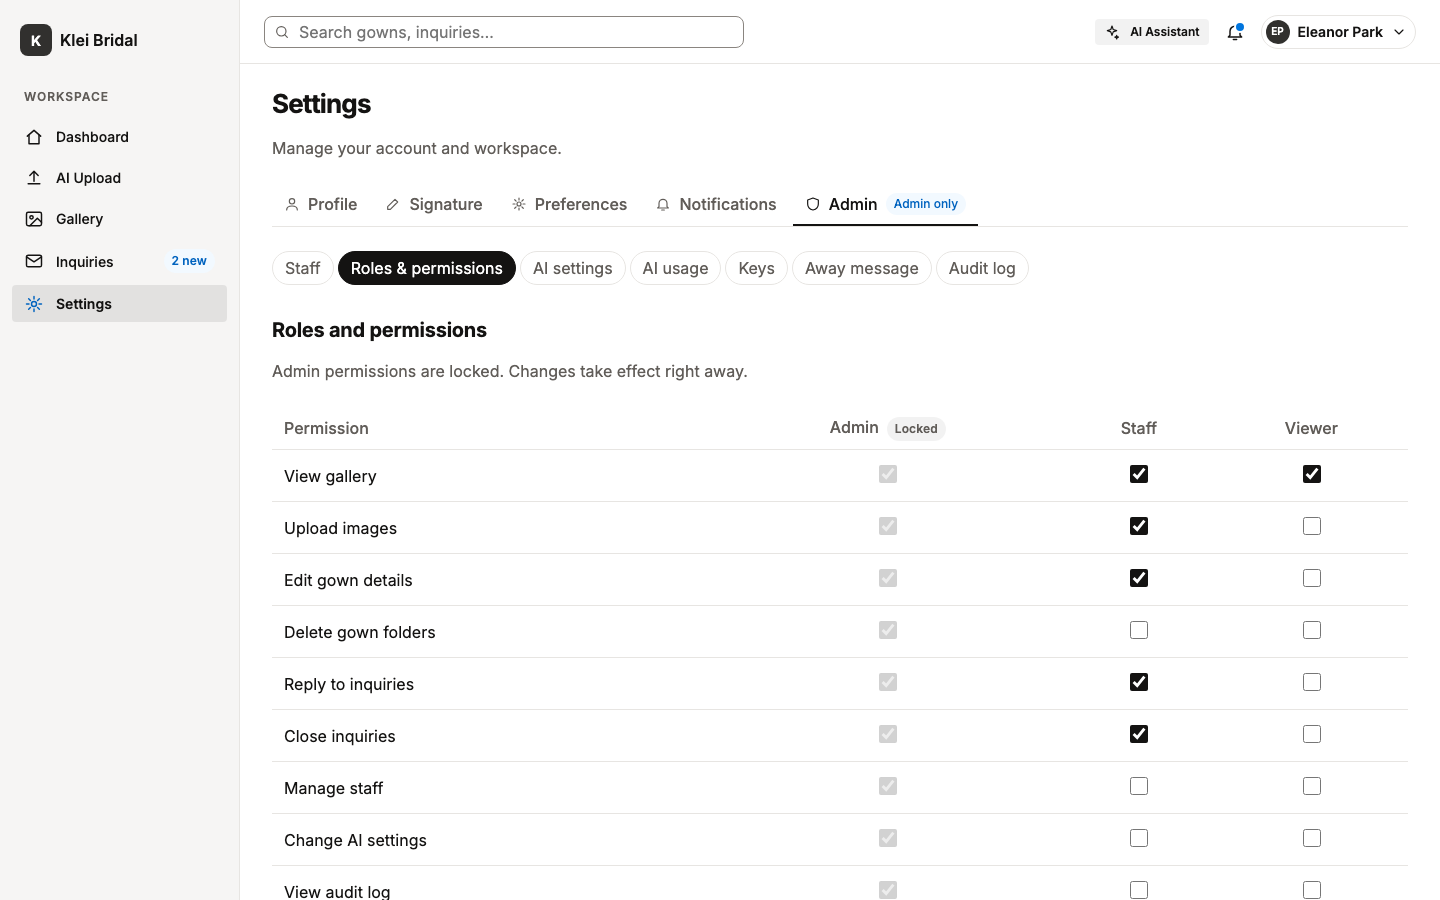 K Klei Bridal
WORKSPACE
Dashboard
AI Upload
Gallery
Inquiries 2 new
Settings
Search gowns, inquiries...
AI Assistant
EP Eleanor Park
Settings
Manage your account and workspace.
Profile Signature Preferences Notifications Admin Admin only
Staff Roles & permissions AI settings AI usage Keys Away message Audit log
Roles and permissions
Admin permissions are locked. Changes take effect right away.
Permission Admin Locked Staff Viewer
View gallery
Upload images
Edit gown details
Delete gown folders
Reply to inquiries
Close inquiries
Manage staff
Change AI settings
View audit log